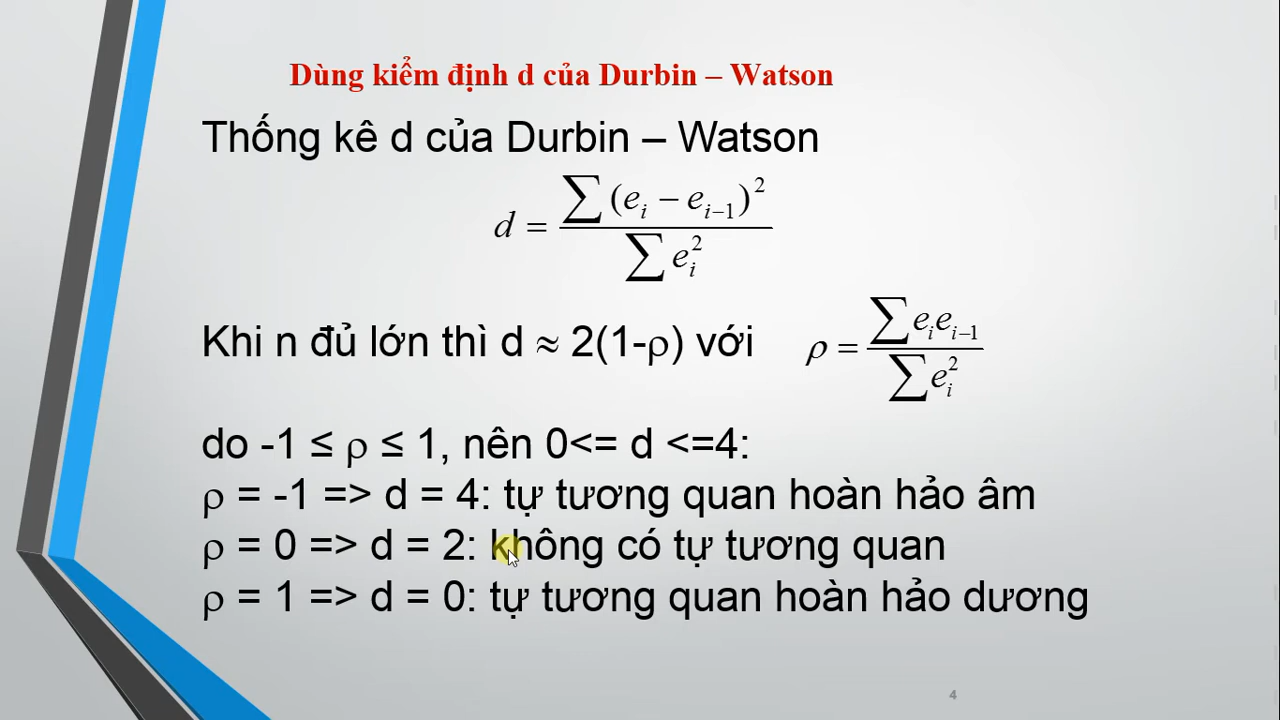 Dùng kiểm định d của Durbin – Watson
Thống kê d của Durbin – Watson
d = ∑(eᵢ − eᵢ₋₁)² / ∑eᵢ²
Khi n đủ lớn thì d ≈ 2(1-ρ) với ρ = ∑eᵢeᵢ₋₁ / ∑eᵢ²
do -1 ≤ ρ ≤ 1, nên 0<= d <=4:
ρ = -1 => d = 4: tự tương quan hoàn hảo âm
ρ = 0 => d = 2: không có tự tương quan
ρ = 1 => d = 0: tự tương quan hoàn hảo dương
4